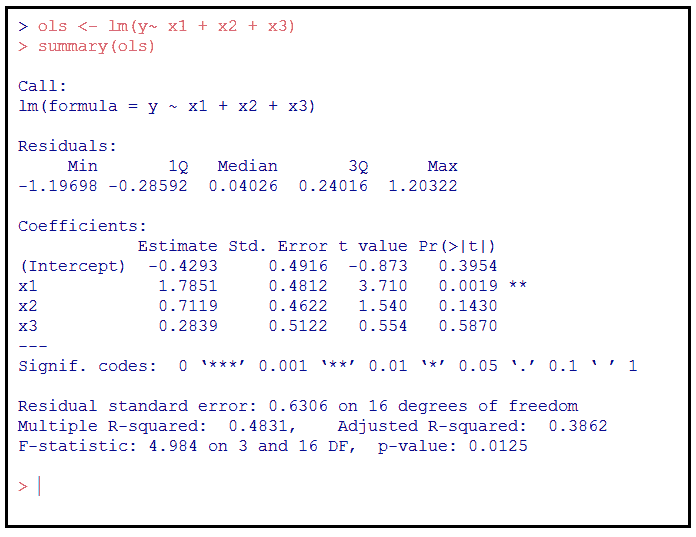 > ols <- lm(y~ x1 + x2 + x3)
> summary(ols)
Call:
lm(formula = y ~ x1 + x2 + x3)
Residuals:
     Min       1Q   Median       3Q      Max
-1.19698 -0.28592  0.04026  0.24016  1.20322
Coefficients:
            Estimate Std. Error t value Pr(>|t|)
(Intercept)  -0.4293     0.4916  -0.873   0.3954
x1            1.7851     0.4812   3.710   0.0019 **
x2            0.7119     0.4622   1.540   0.1430
x3            0.2839     0.5122   0.554   0.5870
---
Signif. codes:  0 ‘***’ 0.001 ‘**’ 0.01 ‘*’ 0.05 ‘.’ 0.1 ‘ ’ 1
Residual standard error: 0.6306 on 16 degrees of freedom
Multiple R-squared:  0.4831,    Adjusted R-squared:  0.3862
F-statistic: 4.984 on 3 and 16 DF,  p-value: 0.0125
>